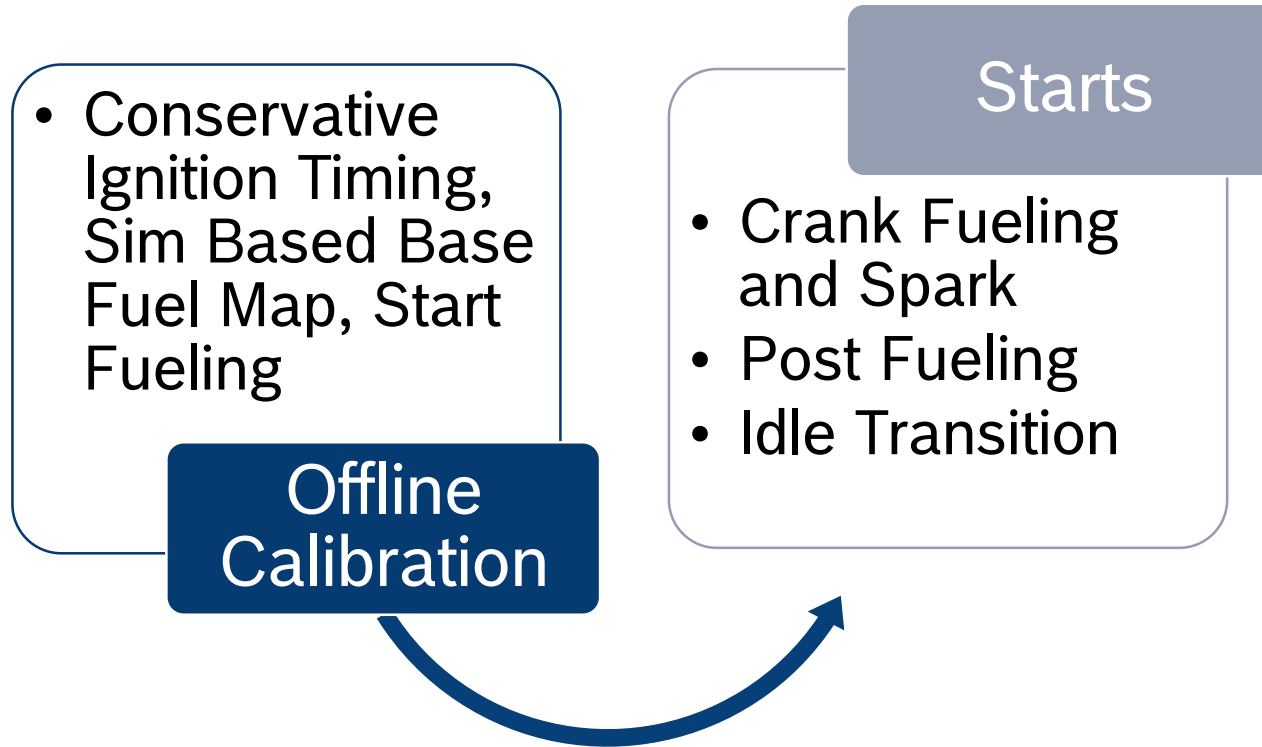 • Conservative
Ignition Timing,
Sim Based Base
Fuel Map, Start
Fueling
Offline
Calibration
Starts
• Crank Fueling
and Spark
• Post Fueling
• Idle Transition